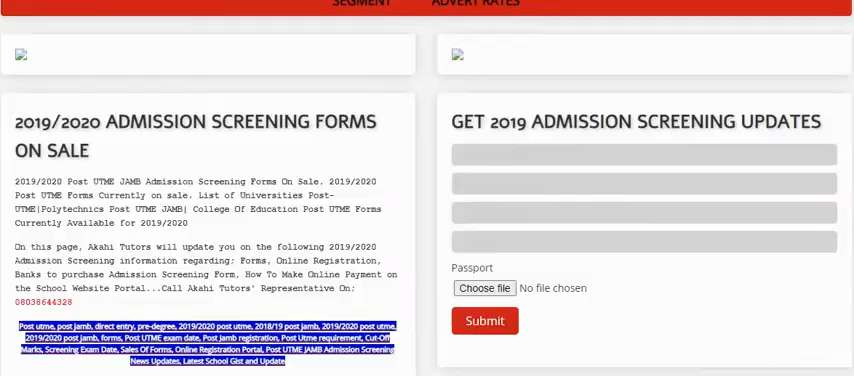 SEGMENT ADVERT RATES
2019/2020 ADMISSION SCREENING FORMS
ON SALE
2019/2020 Post UTME JAMB Admission Screening Forms On Sale. 2019/2020
Post UTME Forms Currently on sale. List of Universities Post-
UTME|Polytechnics Post UTME JAMB| College Of Education Post UTME Forms
Currently Available for 2019/2020
On this page, Akahi Tutors will update you on the following 2019/2020
Admission Screening information regarding; Forms, Online Registration,
Banks to purchase Admission Screening Form, How To Make Online Payment on
the School Website Portal...Call Akahi Tutors' Representative On;
08038644328
Post utme, post jamb, direct entry, pre-degree, 2019/2020 post utme, 2018/19 post jamb, 2019/2020 post utme,
2019/2020 post jamb, forms, Post UTME exam date, Post Jamb registration, Post Utme requirement, Cut-Off
Marks, Screening Exam Date, Sales Of Forms, Online Registration Portal, Post UTME JAMB Admission Screening
News Updates, Latest School Gist and Update
GET 2019 ADMISSION SCREENING UPDATES
Passport
Choose file No file chosen
Submit